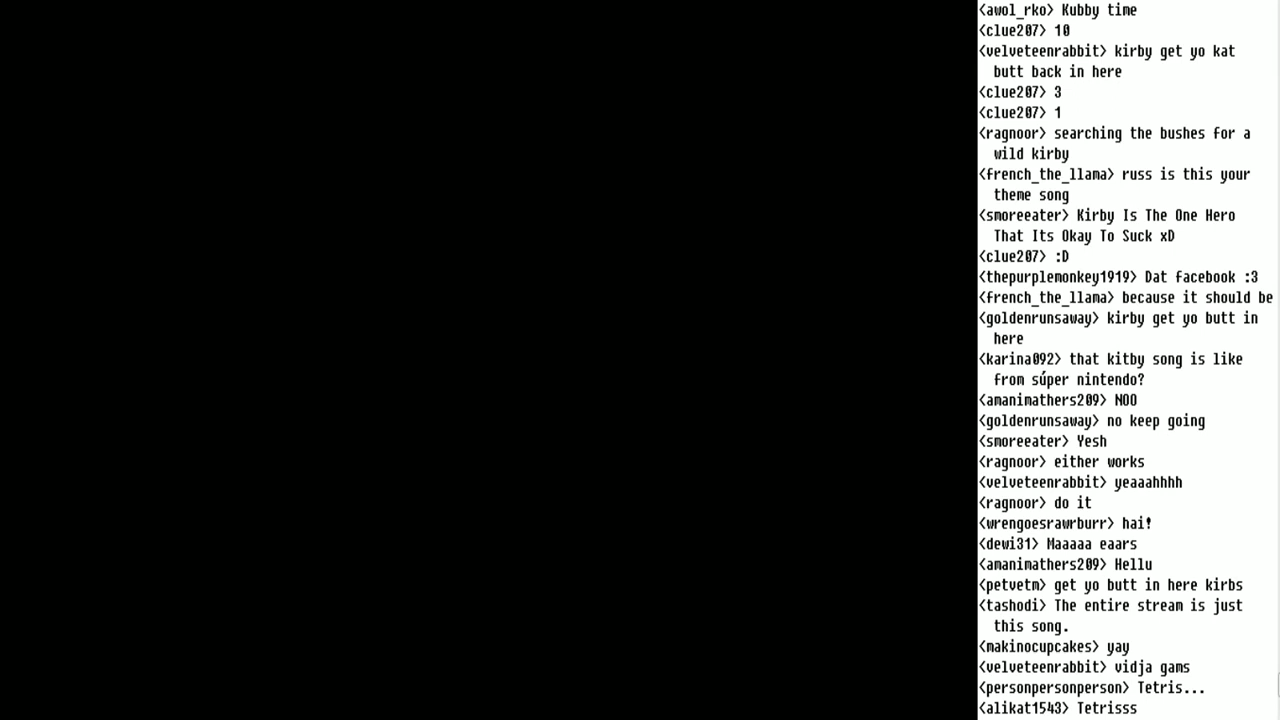 <awol_rko> Kubby time
<clue207> 10
<velveteenrabbit> kirby get yo kat
butt back in here
<clue207> 3
<clue207> 1
<ragnoor> searching the bushes for a
wild kirby
<french_the_llama> russ is this your
theme song
<smoreeater> Kirby Is The One Hero
That Its Okay To Suck xD
<clue207> :D
<thepurplemonkey1919> Dat facebook :3
<french_the_llama> because it should be
<goldenrunsaway> kirby get yo butt in
here
<karina092> that kitby song is like
from súper nintendo?
<amanimathers209> NOO
<goldenrunsaway> no keep going
<smoreeater> Yesh
<ragnoor> either works
<velveteenrabbit> yeaaahhhh
<ragnoor> do it
<wrengoesrawrburr> hai!
<dewi31> Maaaaa eaars
<amanimathers209> Hellu
<petvetm> get yo butt in here kirbs
<tashodi> The entire stream is just
this song.
<makinocupcakes> yay
<velveteenrabbit> vidja gams
<personpersonperson> Tetris...
<alikat1543> Tetrisss